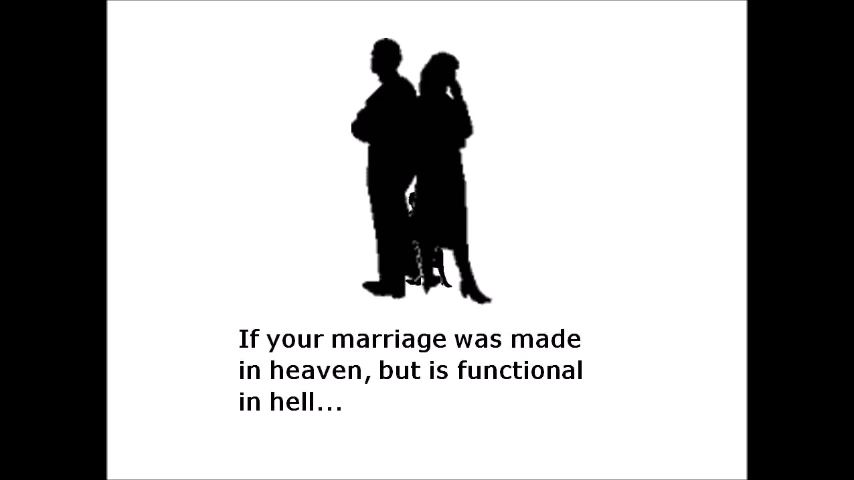 If your marriage was made
in heaven, but is functional
in hell...